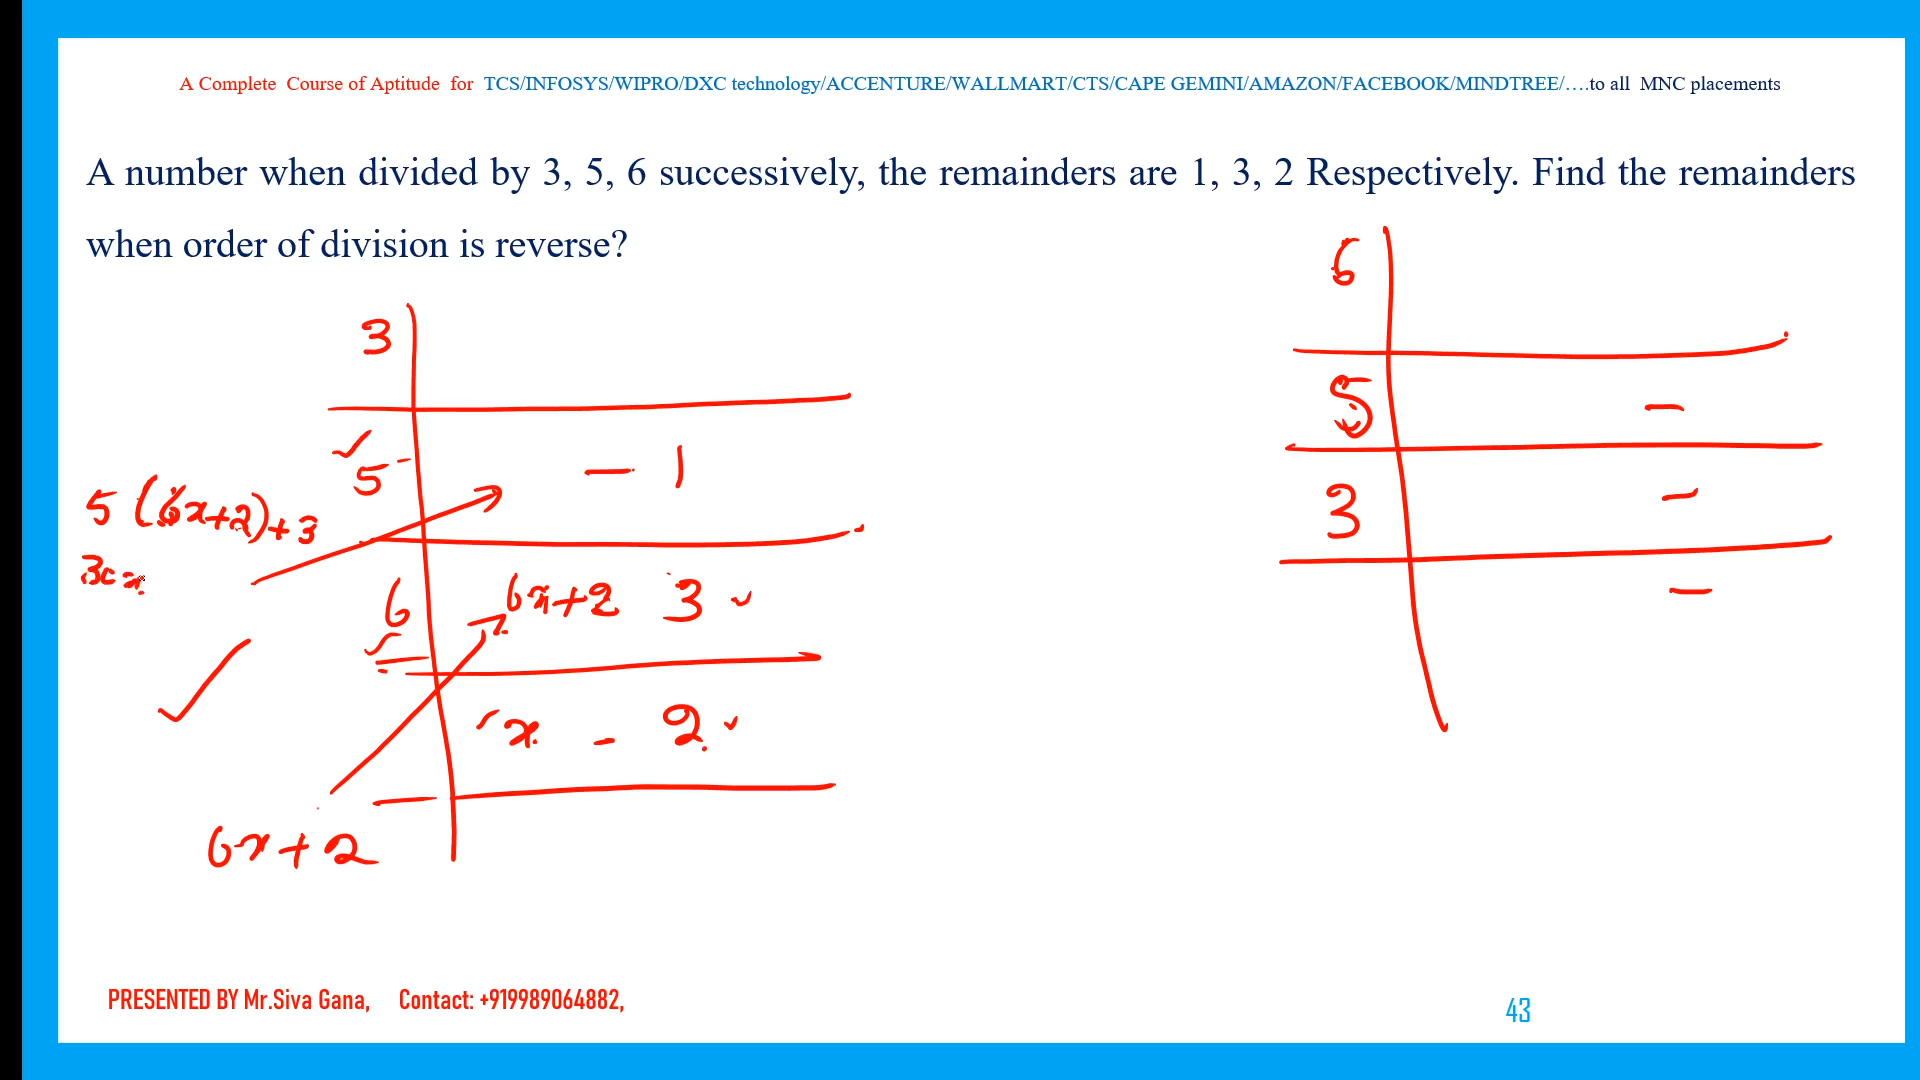 A Complete Course of Aptitude for TCS/INFOSYS/WIPRO/DXC technology/ACCENTURE/WALLMART/CTS/CAPE GEMINI/AMAZON/FACEBOOK/MINDTREE/….to all MNC placements
A number when divided by 3, 5, 6 successively, the remainders are 1, 3, 2 Respectively. Find the remainders
when order of division is reverse?
3
5 - 1
5 (6x+2)+3
6 6x+2 3
x - 2
6x+2
6
5 -
3 -
-
PRESENTED BY Mr.Siva Gana, Contact: +919989064882,
43